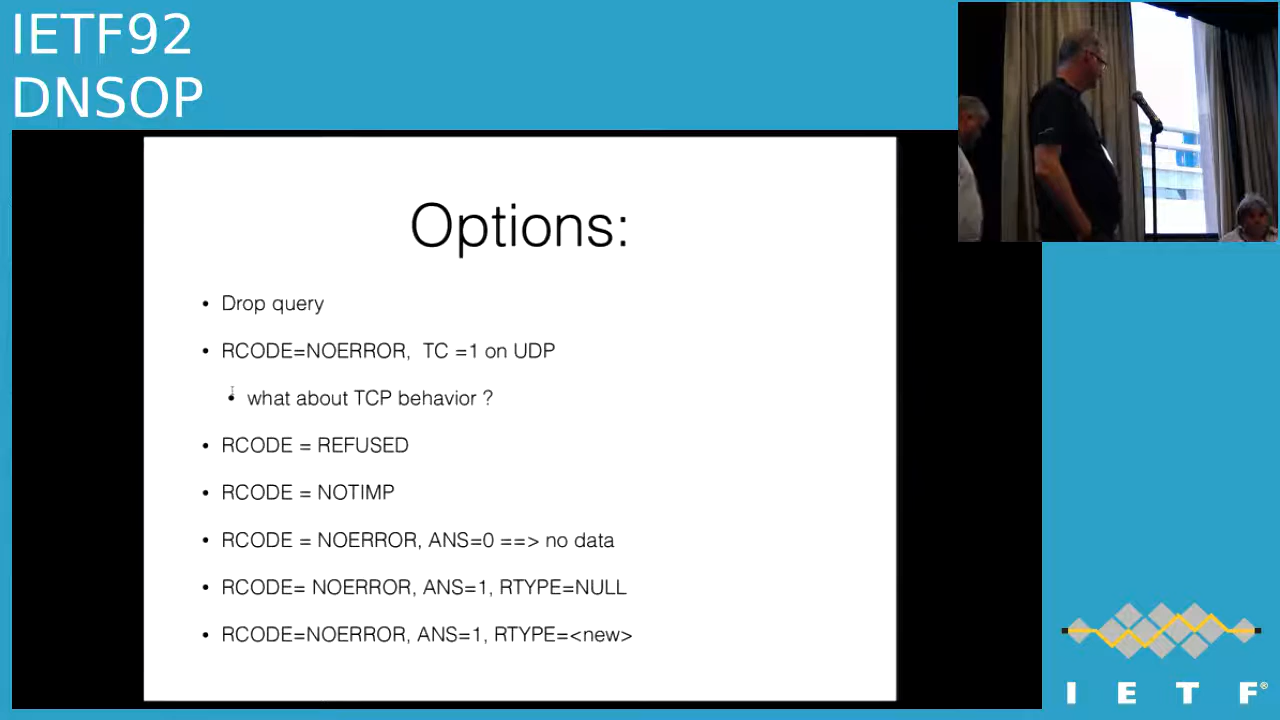 IETF92
DNSOP
Options:
• Drop query
• RCODE=NOERROR,  TC =1 on UDP
• what about TCP behavior ?
• RCODE = REFUSED
• RCODE = NOTIMP
• RCODE = NOERROR, ANS=0 ==> no data
• RCODE= NOERROR, ANS=1, RTYPE=NULL
• RCODE=NOERROR, ANS=1, RTYPE=<new>
I E T F®